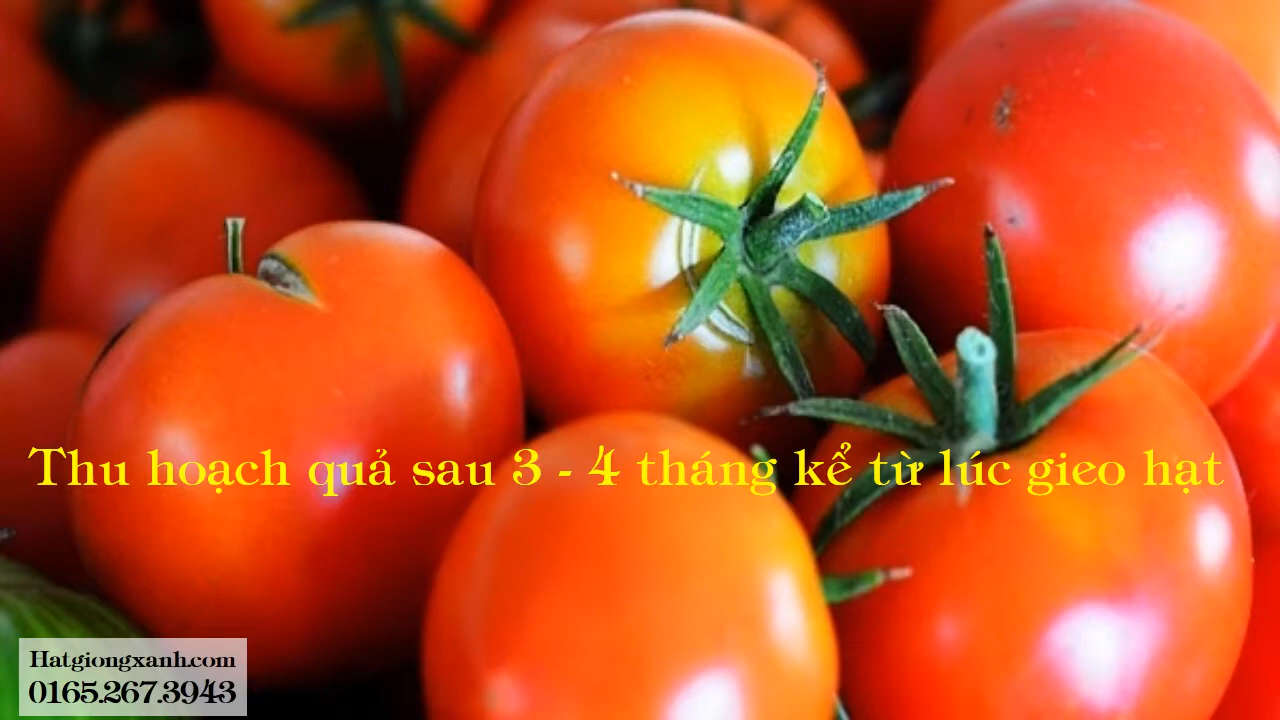 Thu hoạch quả sau 3 - 4 tháng kể từ lúc gieo hạt
Hatgiongxanh.com
0165.267.3943